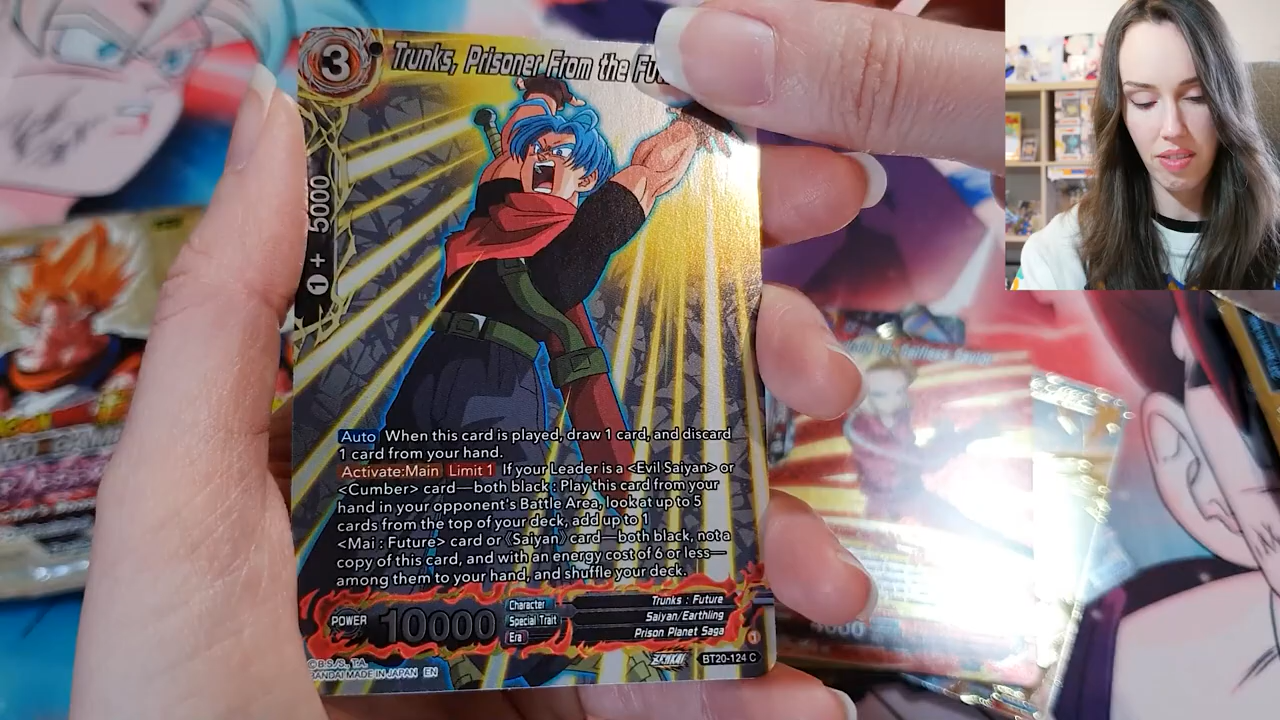 3
Trunks, Prisoner From the
1 + 5000
Auto When this card is played, draw 1 card, and discard
1 card from your hand.
Activate:Main Limit 1 If your Leader is a <Evil Saiyan> or
<Cumber> card—both black : Play this card from your
hand in your opponent's Battle Area, look at up to 5
cards from the top of your deck, add up to 1
<Mai : Future> card or 《Saiyan》 card—both black, not a
copy of this card, and with an energy cost of 6 or less—
among them to your hand, and shuffle your deck.
POWER 10000
Character Trunks : Future
Special Trait Saiyan/Earthling
Era Prison Planet Saga
©B.S./S., T.A.
BANDAI MADE IN JAPAN EN
ZENKAI
BT20-124 C